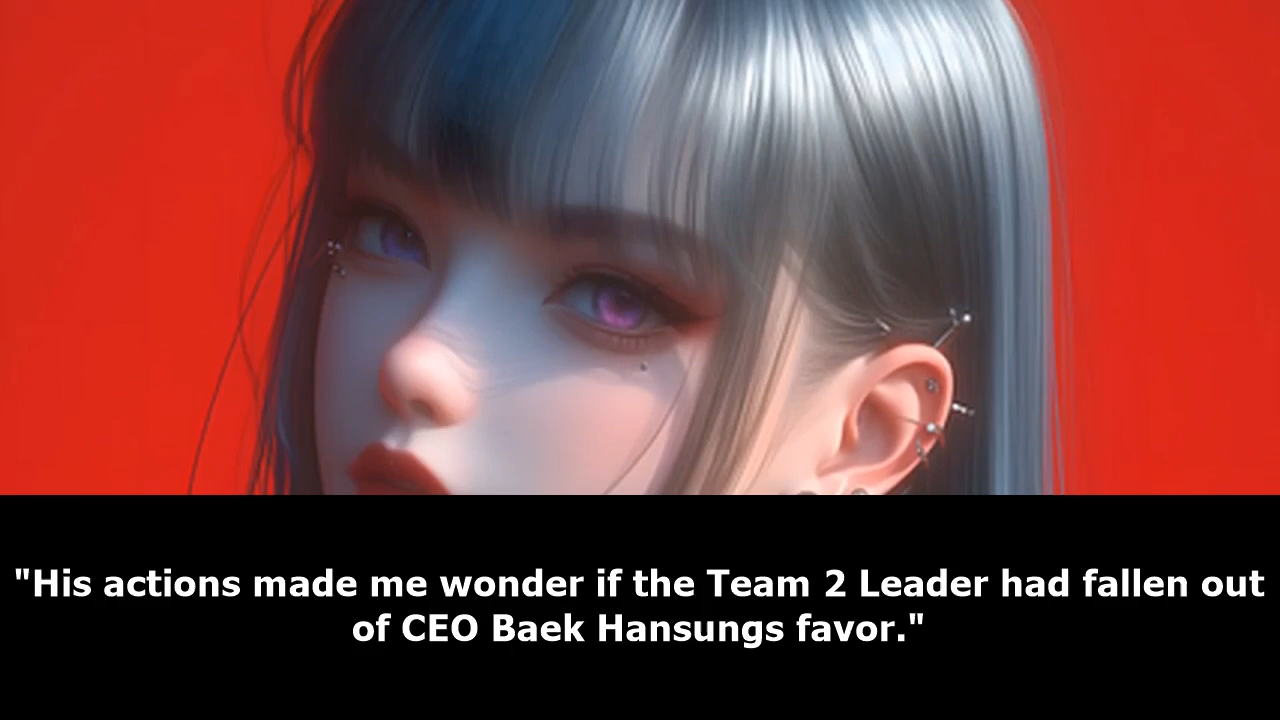 "His actions made me wonder if the Team 2 Leader had fallen out
of CEO Baek Hansungs favor."